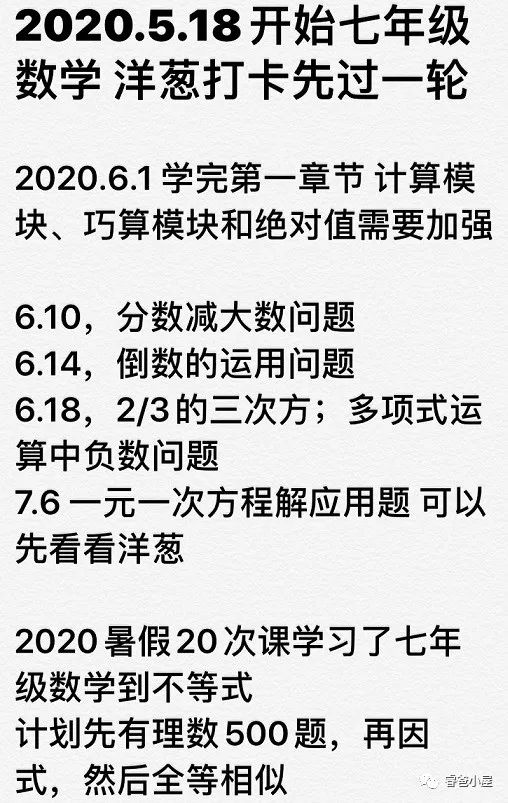 2020.5.18开始七年级
数学 洋葱打卡先过一轮
2020.6.1 学完第一章节 计算模
块、巧算模块和绝对值需要加强
6.10，分数减大数问题
6.14，倒数的运用问题
6.18，2/3的三次方；多项式运
算中负数问题
7.6 一元一次方程解应用题 可以
先看看洋葱
2020暑假20次课学习了七年
级数学到不等式
计划先有理数500题，再因
式，然后全等相似
睿爸小屋